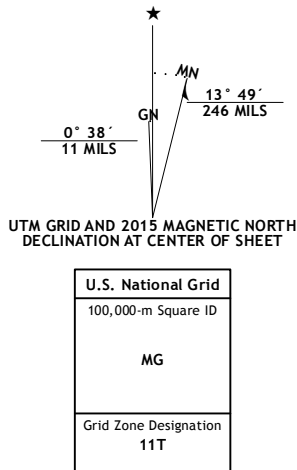 MN
GN
13° 49´
246 MILS
0° 38´
11 MILS
UTM GRID AND 2015 MAGNETIC NORTH
DECLINATION AT CENTER OF SHEET
U.S. National Grid
100,000-m Square ID
MG
Grid Zone Designation
11T